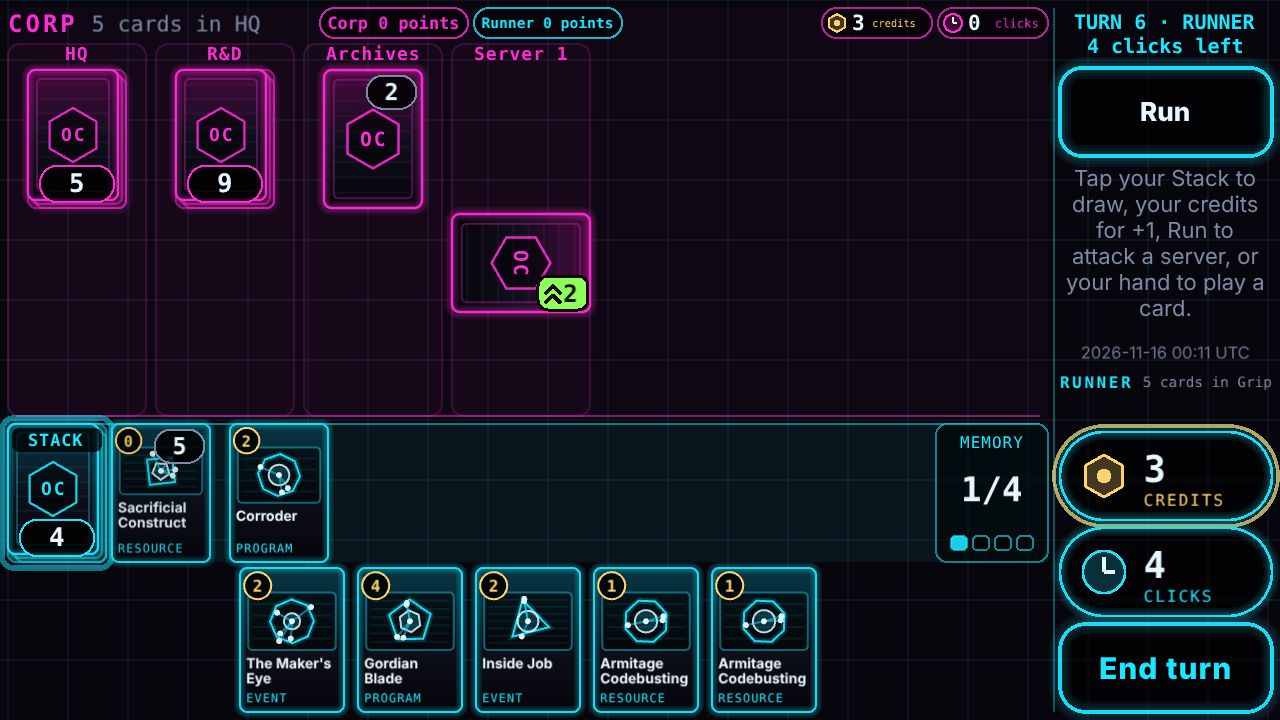 CORP 5 cards in HQ
Corp 0 points
Runner 0 points
3 credits
0 clicks
TURN 6 · RUNNER
4 clicks left
HQ
R&D
Archives
Server 1
OC
5
OC
9
2
OC
OC
2
Run
Tap your Stack to
draw, your credits
for +1, Run to
attack a server, or
your hand to play a
card.
2026-11-16 00:11 UTC
RUNNER 5 cards in Grip
STACK
OC
4
0
5
Sacrificial
Construct
RESOURCE
2
Corroder
PROGRAM
MEMORY
1/4
3
CREDITS
4
CLICKS
End turn
2
The Maker's
Eye
EVENT
4
Gordian
Blade
PROGRAM
2
Inside Job
EVENT
1
Armitage
Codebusting
RESOURCE
1
Armitage
Codebusting
RESOURCE